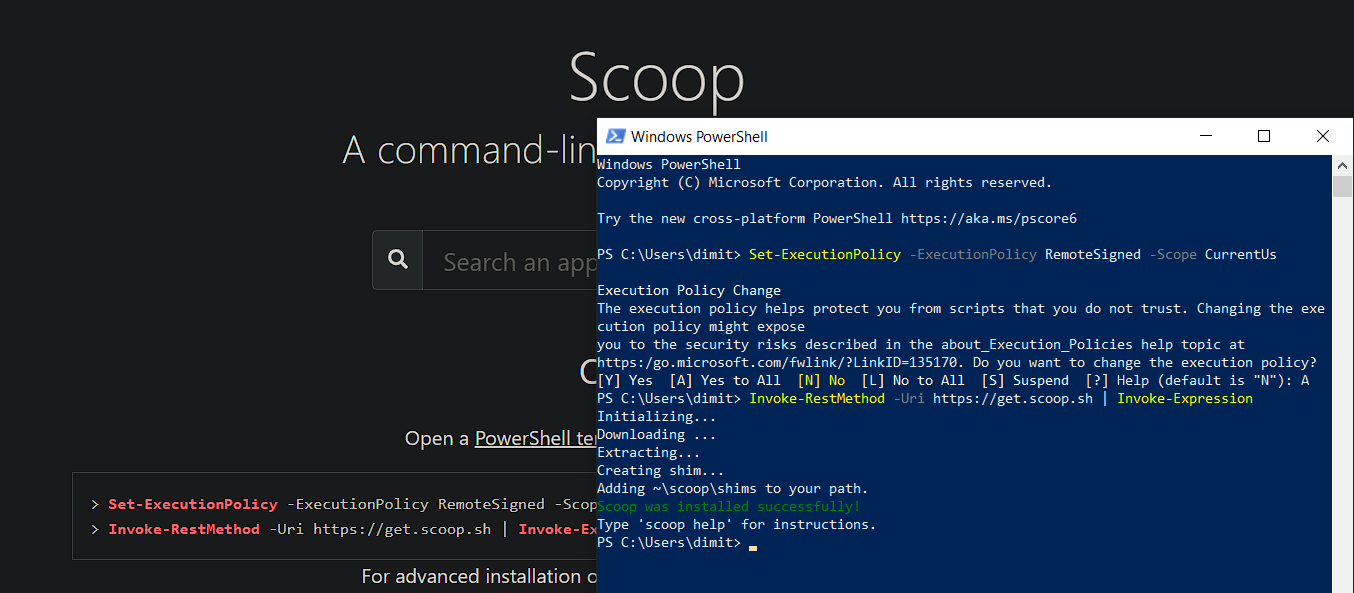 Scoop
A command-lin
Search an app
C
Open a PowerShell te
> Set-ExecutionPolicy -ExecutionPolicy RemoteSigned -Scop
> Invoke-RestMethod -Uri https://get.scoop.sh | Invoke-Ex
For advanced installation o
Windows PowerShell
Windows PowerShell
Copyright (C) Microsoft Corporation. All rights reserved.
Try the new cross-platform PowerShell https://aka.ms/pscore6
PS C:\Users\dimit> Set-ExecutionPolicy -ExecutionPolicy RemoteSigned -Scope CurrentUs
Execution Policy Change
The execution policy helps protect you from scripts that you do not trust. Changing the exe
cution policy might expose
you to the security risks described in the about_Execution_Policies help topic at
https:/go.microsoft.com/fwlink/?LinkID=135170. Do you want to change the execution policy?
[Y] Yes  [A] Yes to All  [N] No  [L] No to All  [S] Suspend  [?] Help (default is "N"): A
PS C:\Users\dimit> Invoke-RestMethod -Uri https://get.scoop.sh | Invoke-Expression
Initializing...
Downloading ...
Extracting...
Creating shim...
Adding ~\scoop\shims to your path.
Scoop was installed successfully!
Type 'scoop help' for instructions.
PS C:\Users\dimit>